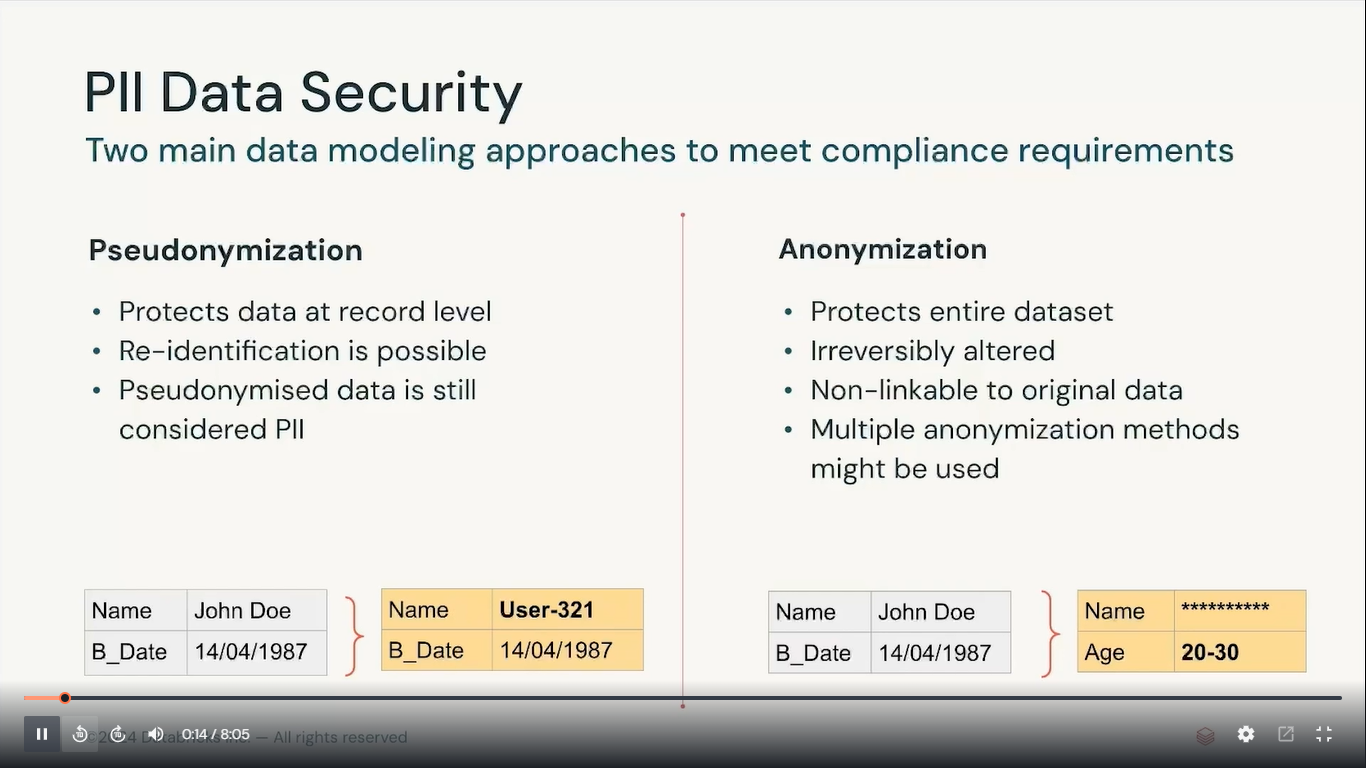 PII Data Security
Two main data modeling approaches to meet compliance requirements
Pseudonymization
• Protects data at record level
• Re-identification is possible
• Pseudonymised data is still
considered PII
Name John Doe
B_Date 14/04/1987
Name User-321
B_Date 14/04/1987
Anonymization
• Protects entire dataset
• Irreversibly altered
• Non-linkable to original data
• Multiple anonymization methods
might be used
Name John Doe
B_Date 14/04/1987
Name **********
Age 20-30
10 10 0:14 / 8:05
— All rights reserved